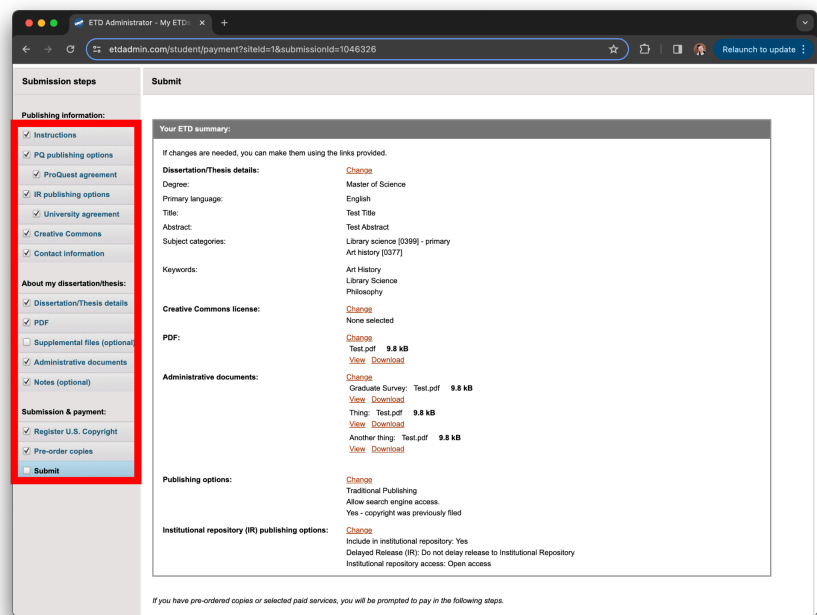 ETD Administrator - My ETDs
etdadmin.com/student/payment?siteId=1&submissionId=1046326
Relaunch to update
Submission steps
Submit
Publishing information:
Instructions
PQ publishing options
ProQuest agreement
IR publishing options
University agreement
Creative Commons
Contact information
About my dissertation/thesis:
Dissertation/Thesis details
PDF
Supplemental files (optional)
Administrative documents
Notes (optional)
Submission & payment:
Register U.S. Copyright
Pre-order copies
Submit
Your ETD summary:
If changes are needed, you can make them using the links provided.
Dissertation/Thesis details: Change
Degree: Master of Science
Primary language: English
Title: Test Title
Abstract: Test Abstract
Subject categories: Library science [0399] - primary
Art history [0377]
Keywords: Art History
Library Science
Philosophy
Creative Commons license: Change
None selected
PDF: Change
Test.pdf 9.8 kB
View Download
Administrative documents: Change
Graduate Survey: Test.pdf 9.8 kB
View Download
Thing: Test.pdf 9.8 kB
View Download
Another thing: Test.pdf 9.8 kB
View Download
Publishing options: Change
Traditional Publishing
Allow search engine access.
Yes - copyright was previously filed
Institutional repository (IR) publishing options: Change
Include in institutional repository: Yes
Delayed Release (IR): Do not delay release to Institutional Repository
Institutional repository access: Open access
If you have pre-ordered copies or selected paid services, you will be prompted to pay in the following steps.